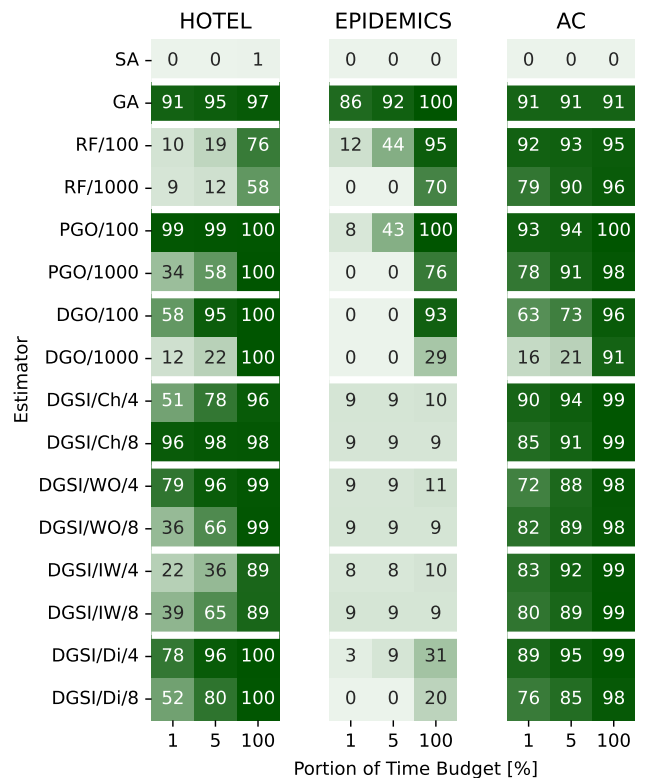 HOTEL EPIDEMICS AC
SA 0 0 1 0 0 0 0 0 0
GA 91 95 97 86 92 100 91 91 91
RF/100 10 19 76 12 44 95 92 93 95
RF/1000 9 12 58 0 0 70 79 90 96
PGO/100 99 99 100 8 43 100 93 94 100
PGO/1000 34 58 100 0 0 76 78 91 98
DGO/100 58 95 100 0 0 93 63 73 96
DGO/1000 12 22 100 0 0 29 16 21 91
DGSI/Ch/4 51 78 96 9 9 10 90 94 99
DGSI/Ch/8 96 98 98 9 9 9 85 91 99
DGSI/WO/4 79 96 99 9 9 11 72 88 98
DGSI/WO/8 36 66 99 9 9 9 82 89 98
DGSI/IW/4 22 36 89 8 8 10 83 92 99
DGSI/IW/8 39 65 89 9 9 9 80 89 99
DGSI/Di/4 78 96 100 3 9 31 89 95 99
DGSI/Di/8 52 80 100 0 0 20 76 85 98
1 5 100 1 5 100 1 5 100
Portion of Time Budget [%]
Estimator